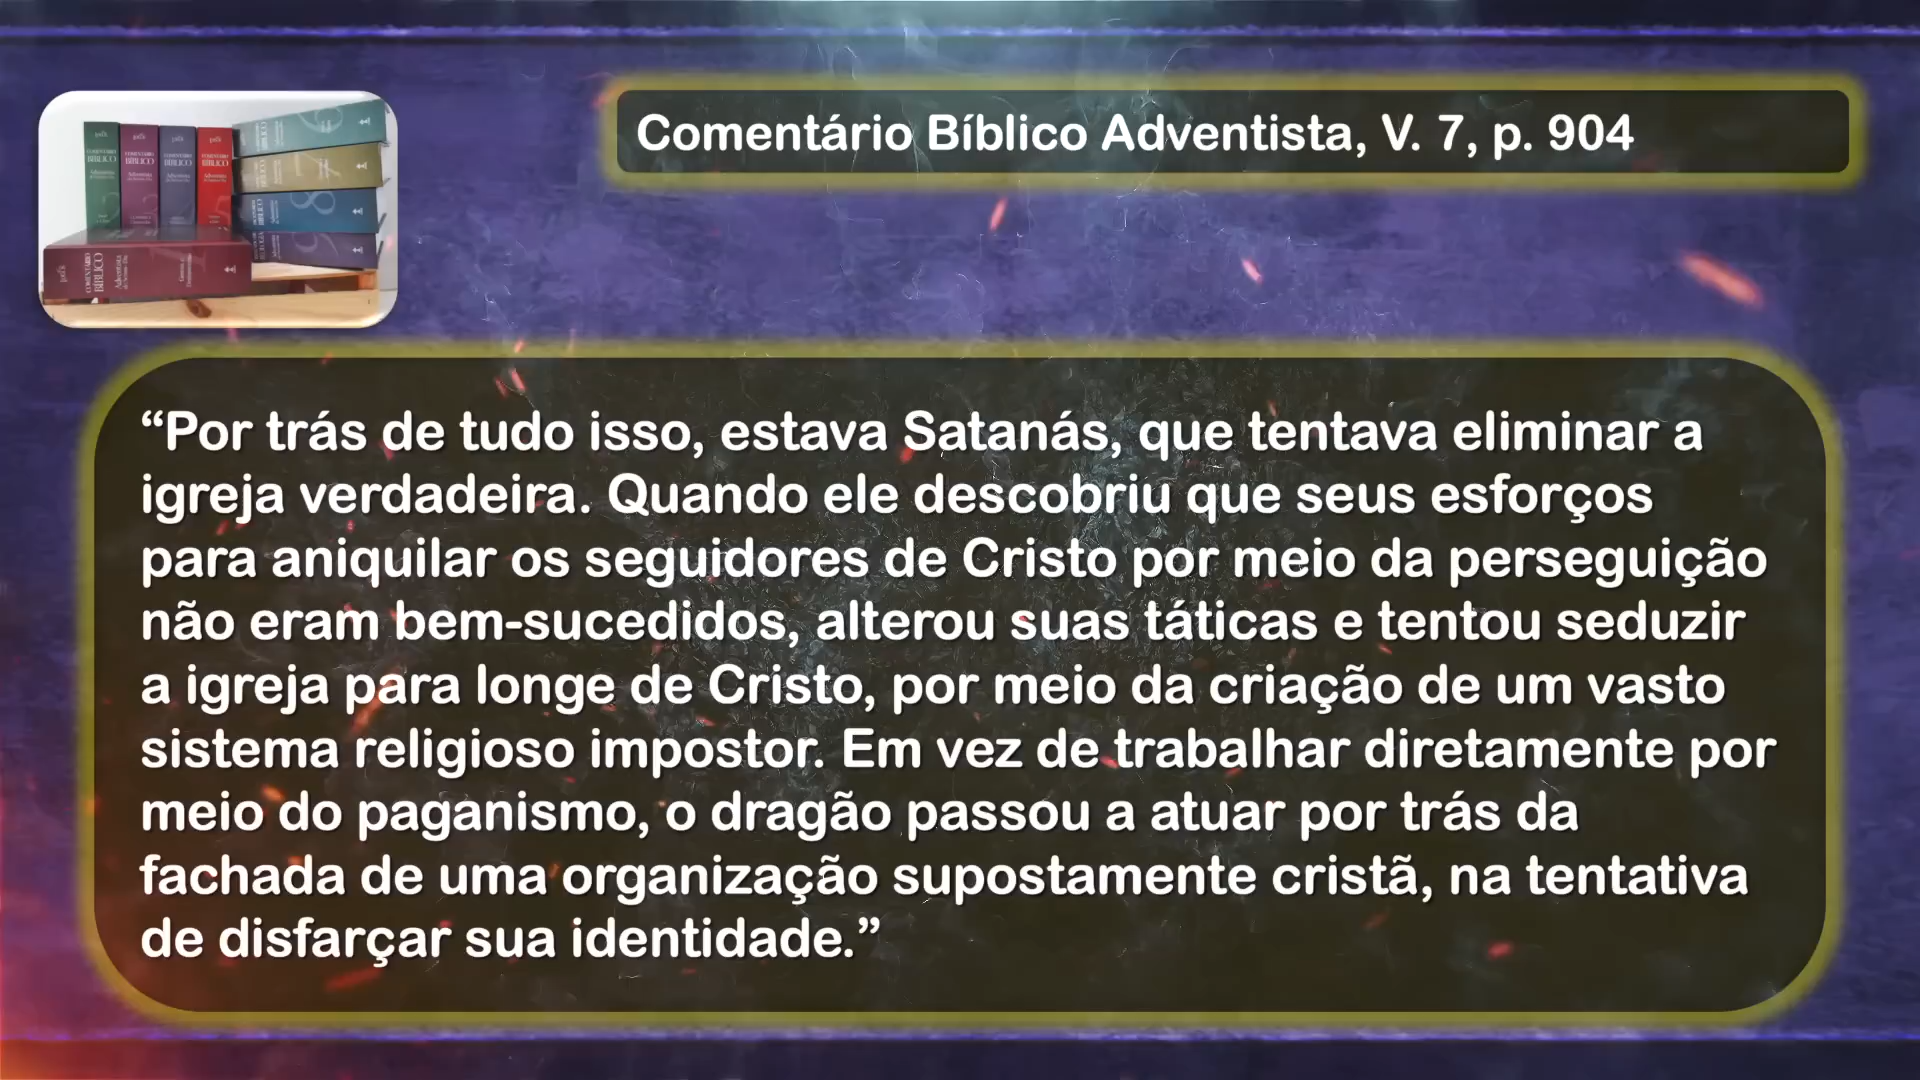 Comentário Bíblico Adventista, V. 7, p. 904
“Por trás de tudo isso, estava Satanás, que tentava eliminar a
igreja verdadeira. Quando ele descobriu que seus esforços
para aniquilar os seguidores de Cristo por meio da perseguição
não eram bem-sucedidos, alterou suas táticas e tentou seduzir
a igreja para longe de Cristo, por meio da criação de um vasto
sistema religioso impostor. Em vez de trabalhar diretamente por
meio do paganismo, o dragão passou a atuar por trás da
fachada de uma organização supostamente cristã, na tentativa
de disfarçar sua identidade.”